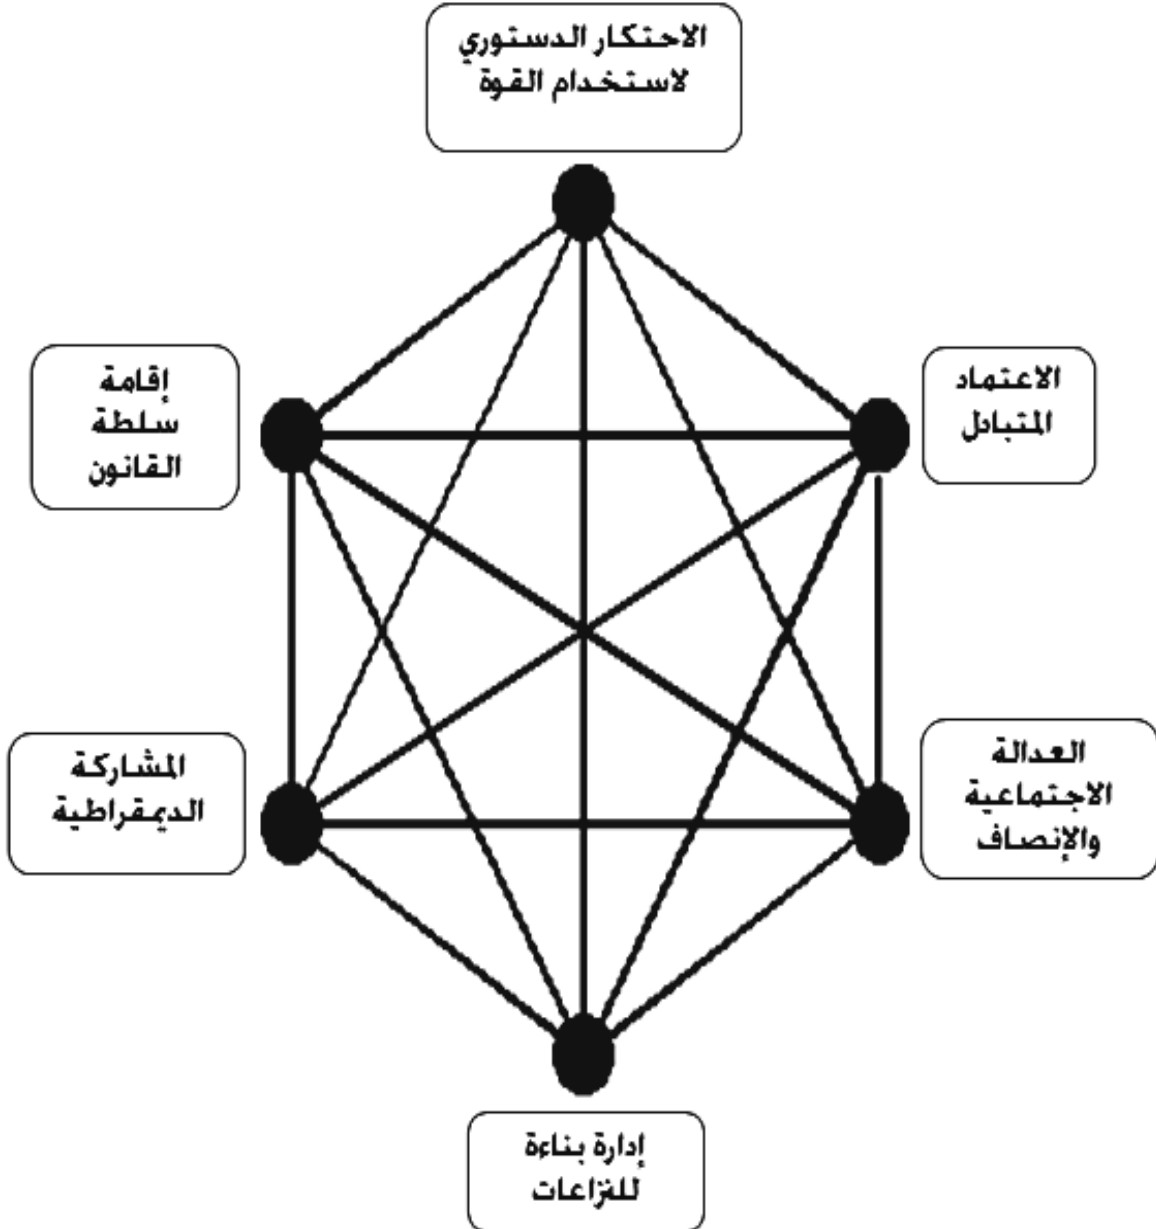 الاحتكار الدستوري
لاستخدام القوة
الاعتماد
المتبادل
إقامة
سلطة
القانون
العدالة
الاجتماعية
والإنصاف
المشاركة
الديمقراطية
إدارة بناءة
للنزاعات